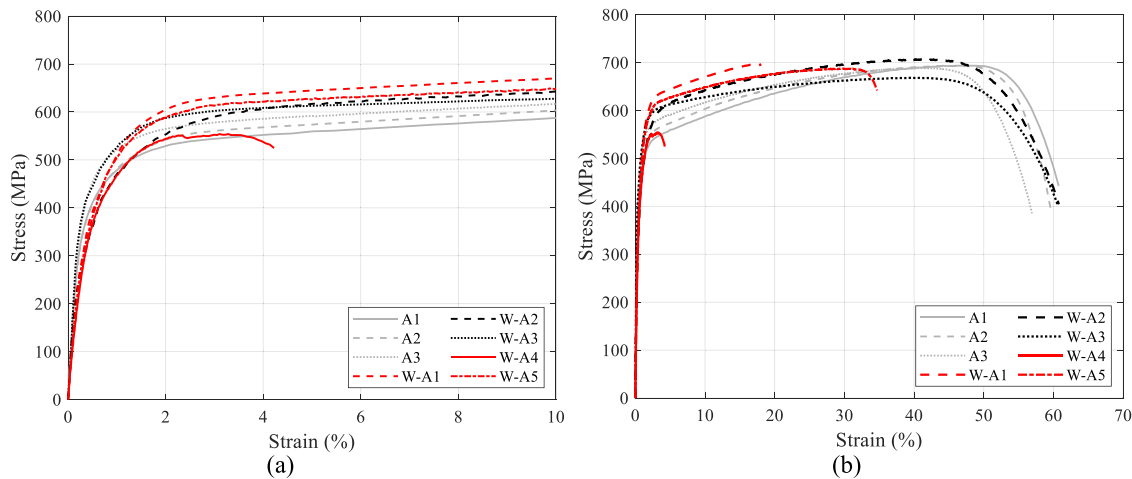 800
700
600
500
400
300
200
100
0
Stress (MPa)
0 2 4 6 8 10
Strain (%)
A1
A2
A3
W-A1
W-A2
W-A3
W-A4
W-A5
(a)
800
700
600
500
400
300
200
100
0
Stress (MPa)
0 10 20 30 40 50 60 70
Strain (%)
A1
A2
A3
W-A1
W-A2
W-A3
W-A4
W-A5
(b)